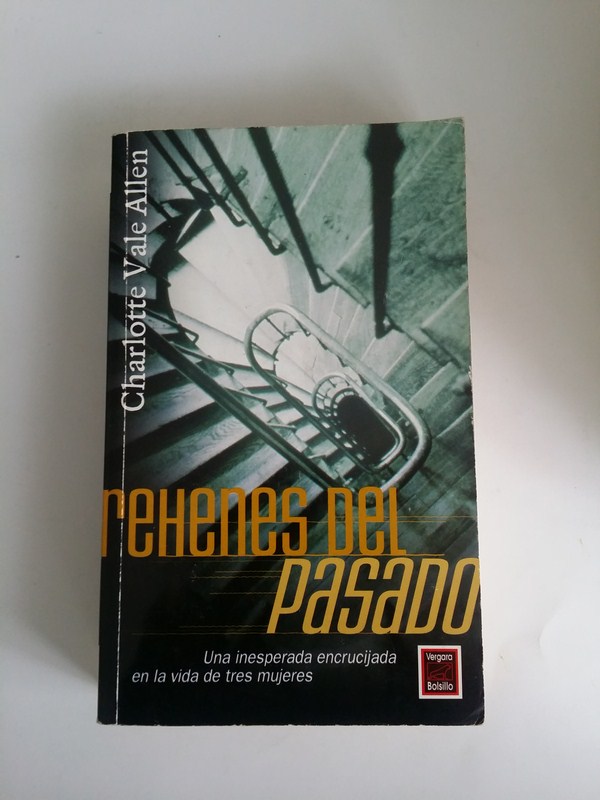 Charlotte Vale Allen
reHenes DeL
PasaDO
Una inesperada encrucijada
en la vida de tres mujeres
Vergara
Bolsillo